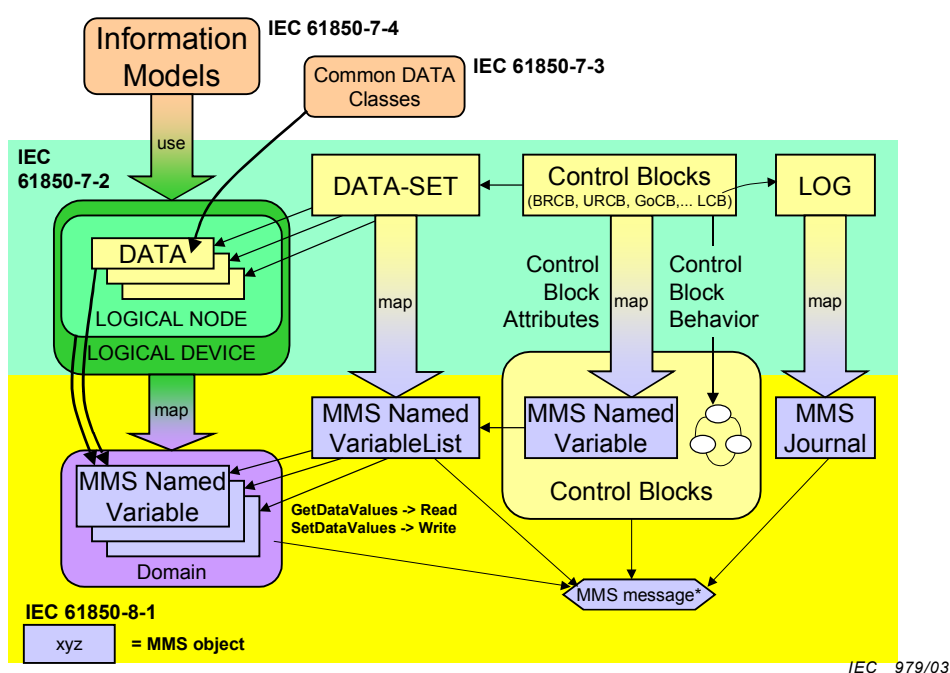 Information
Models
IEC 61850-7-4
Common DATA
Classes
IEC 61850-7-3
use
IEC
61850-7-2
DATA-SET
Control Blocks
(BRCB, URCB, GoCB,... LCB)
LOG
DATA
LOGICAL NODE
LOGICAL DEVICE
map
Control
Block
Attributes
map
Control
Block
Behavior
map
map
MMS Named
VariableList
MMS Named
Variable
MMS
Journal
Control Blocks
MMS Named
Variable
Domain
GetDataValues -> Read
SetDataValues -> Write
MMS message*
IEC 61850-8-1
xyz
= MMS object
IEC 979/03